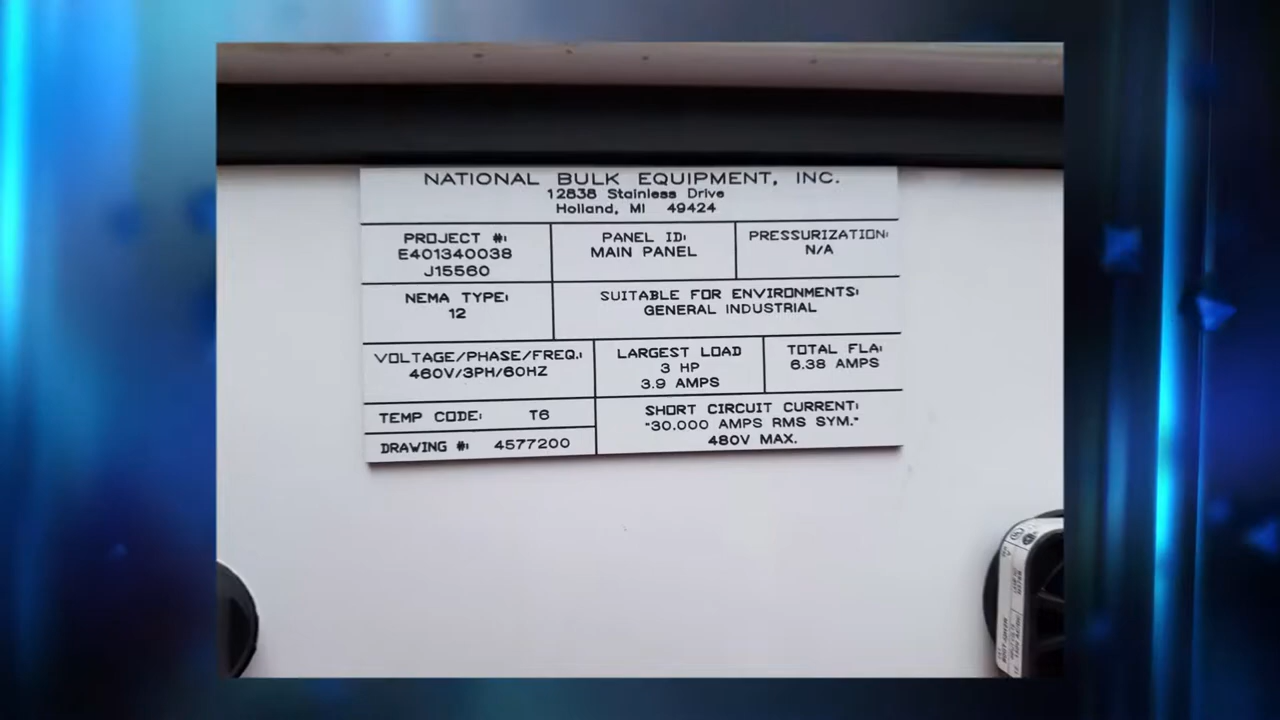 NATIONAL BULK EQUIPMENT, INC.
12838 Stainless Drive
Holland, MI 49424
PROJECT #:
E401340038
J15560
PANEL ID:
MAIN PANEL
PRESSURIZATION:
N/A
NEMA TYPE:
12
SUITABLE FOR ENVIRONMENTS:
GENERAL INDUSTRIAL
VOLTAGE/PHASE/FREQ.:
460V/3PH/60HZ
LARGEST LOAD
3 HP
3.9 AMPS
TOTAL FLA:
6.38 AMPS
TEMP CODE: T6
DRAWING #: 4577200
SHORT CIRCUIT CURRENT:
"30.000 AMPS RMS SYM."
480V MAX.